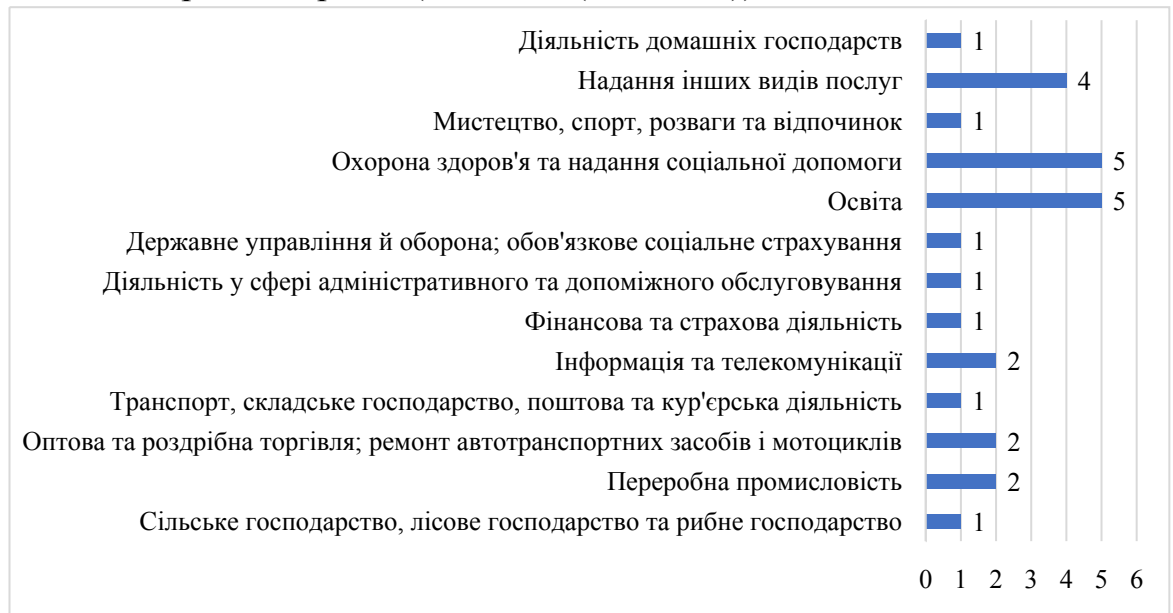 Діяльність домашніх господарств 1
Надання інших видів послуг 4
Мистецтво, спорт, розваги та відпочинок 1
Охорона здоров'я та надання соціальної допомоги 5
Освіта 5
Державне управління й оборона; обов'язкове соціальне страхування 1
Діяльність у сфері адміністративного та допоміжного обслуговування 1
Фінансова та страхова діяльність 1
Інформація та телекомунікації 2
Транспорт, складське господарство, поштова та кур'єрська діяльність 1
Оптова та роздрібна торгівля; ремонт автотранспортних засобів і мотоциклів 2
Переробна промисловість 2
Сільське господарство, лісове господарство та рибне господарство 1
0 1 2 3 4 5 6